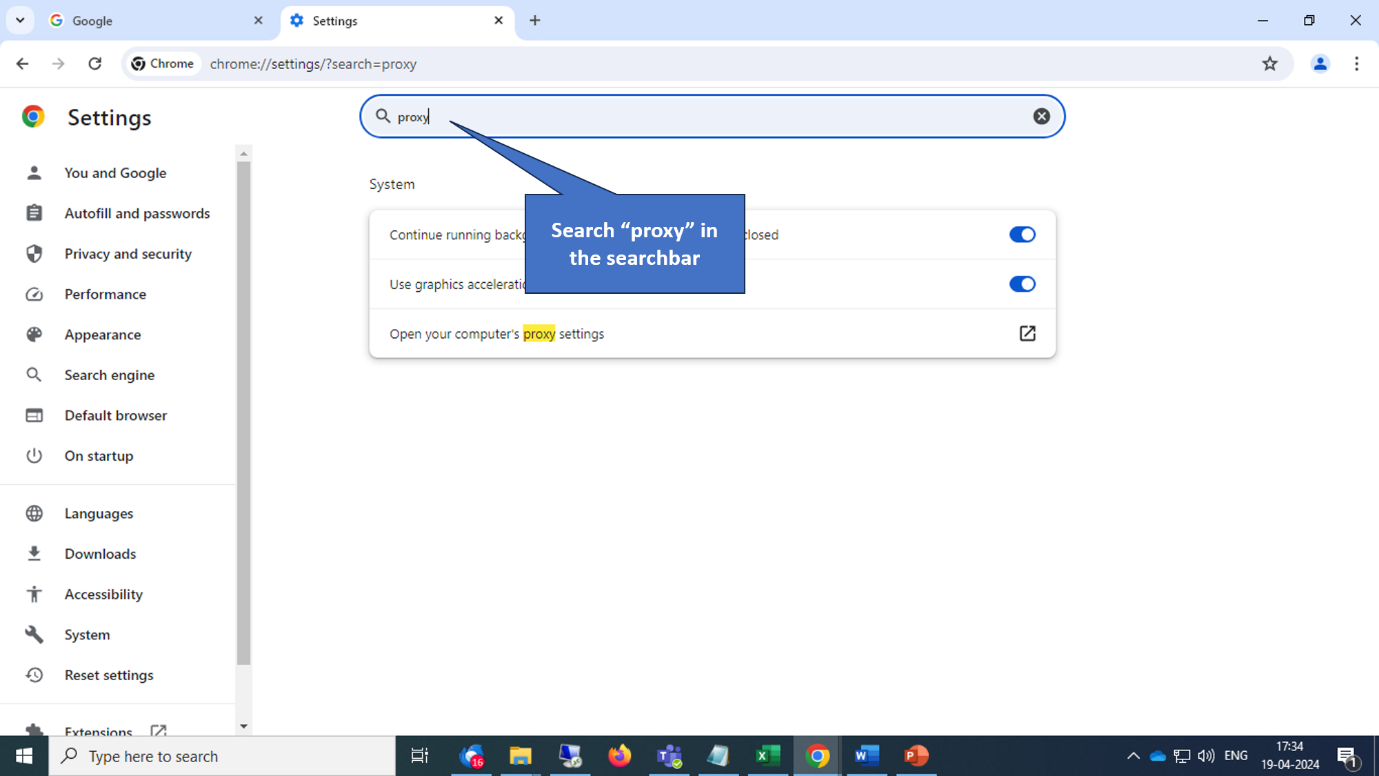 Google
Settings
Chrome
chrome://settings/?search=proxy
Settings
proxy
You and Google
Autofill and passwords
Privacy and security
Performance
Appearance
Search engine
Default browser
On startup
Languages
Downloads
Accessibility
System
Reset settings
Extensions
System
Continue running backg
closed
Use graphics accelerati
Open your computer's proxy settings
Search “proxy” in
the searchbar
Type here to search
16
ENG
17:34
19-04-2024
1